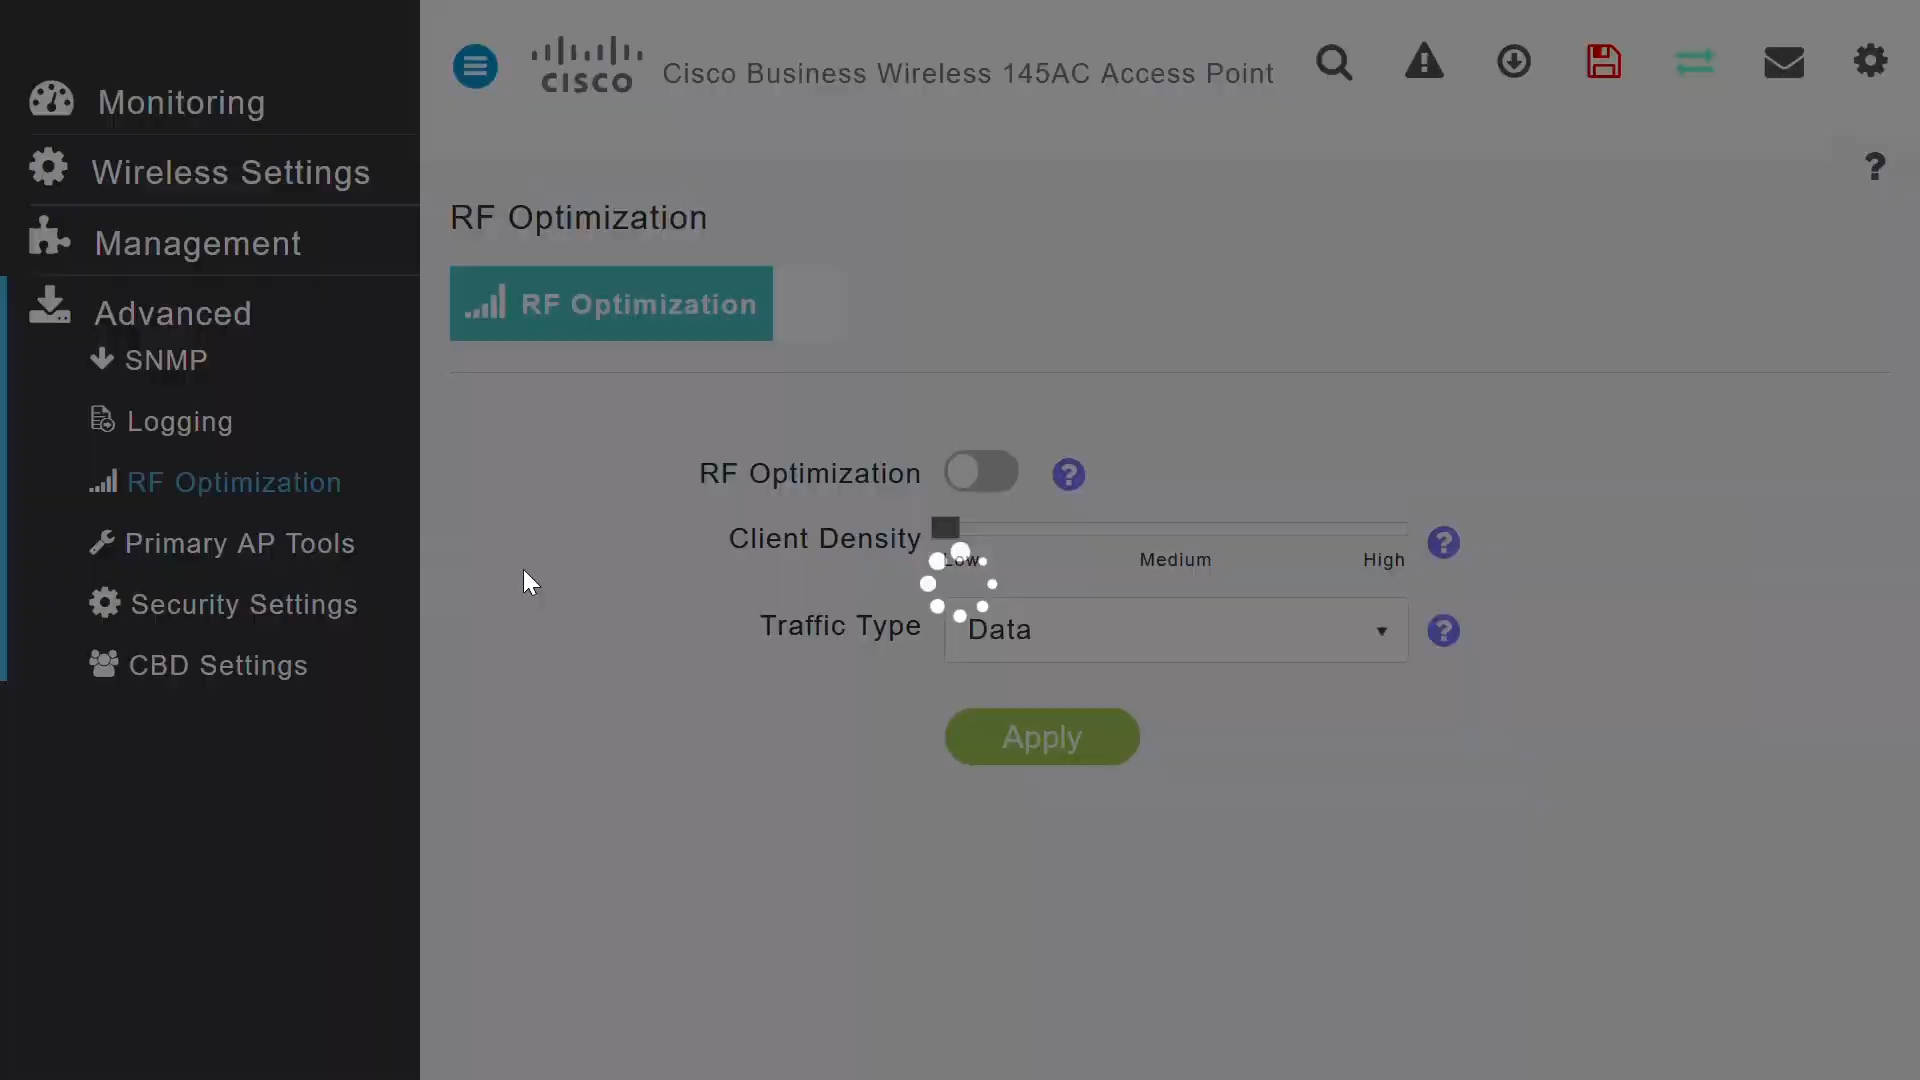 Monitoring
Wireless Settings
Management
Advanced
SNMP
Logging
RF Optimization
Primary AP Tools
Security Settings
CBD Settings
CISCO
Cisco Business Wireless 145AC Access Point
?
RF Optimization
RF Optimization
RF Optimization ?
Client Density ?
Low Medium High
Traffic Type Data ?
Apply